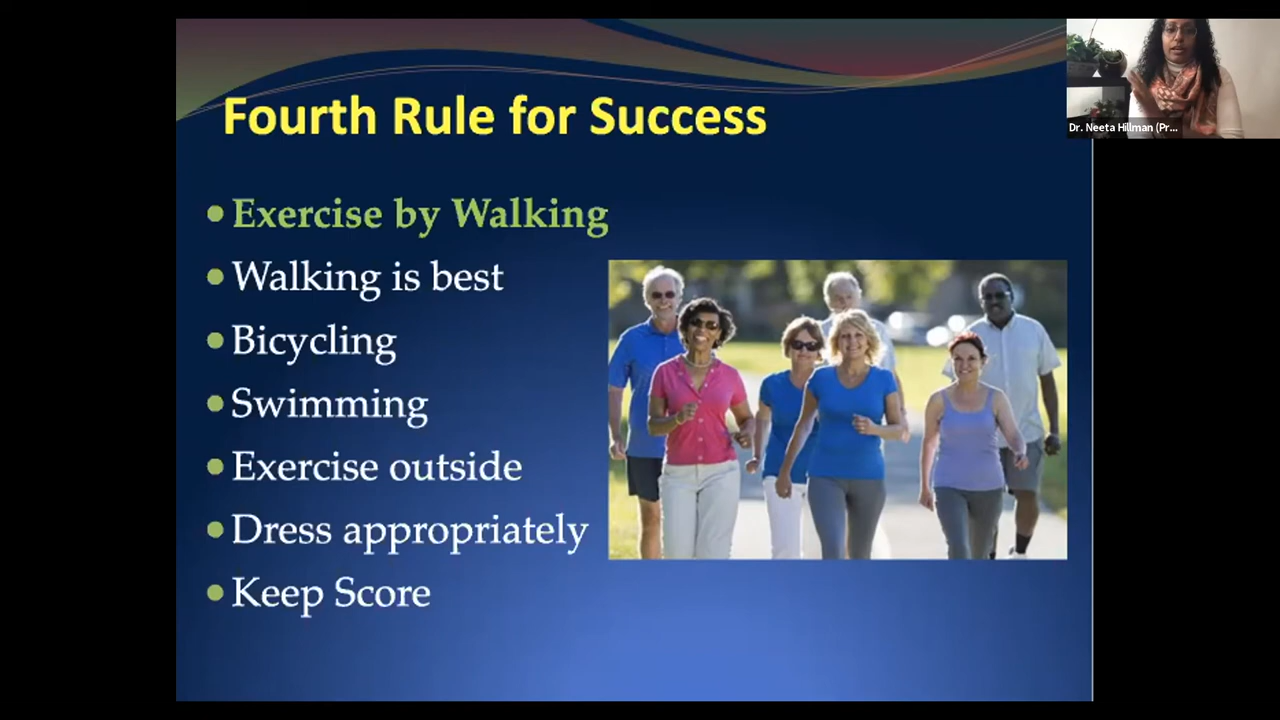 Fourth Rule for Success
Dr. Neeta Hillman (Pr...
Exercise by Walking
Walking is best
Bicycling
Swimming
Exercise outside
Dress appropriately
Keep Score